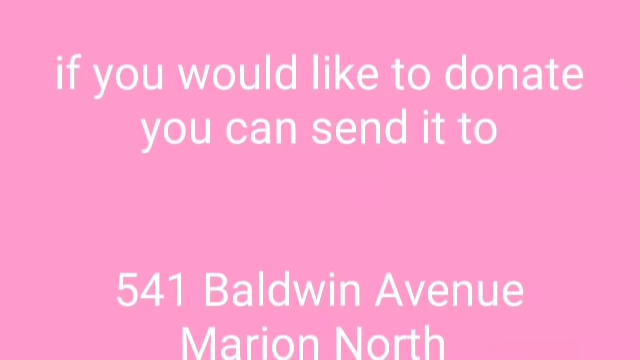 if you would like to donate
you can send it to
541 Baldwin Avenue
Marion North